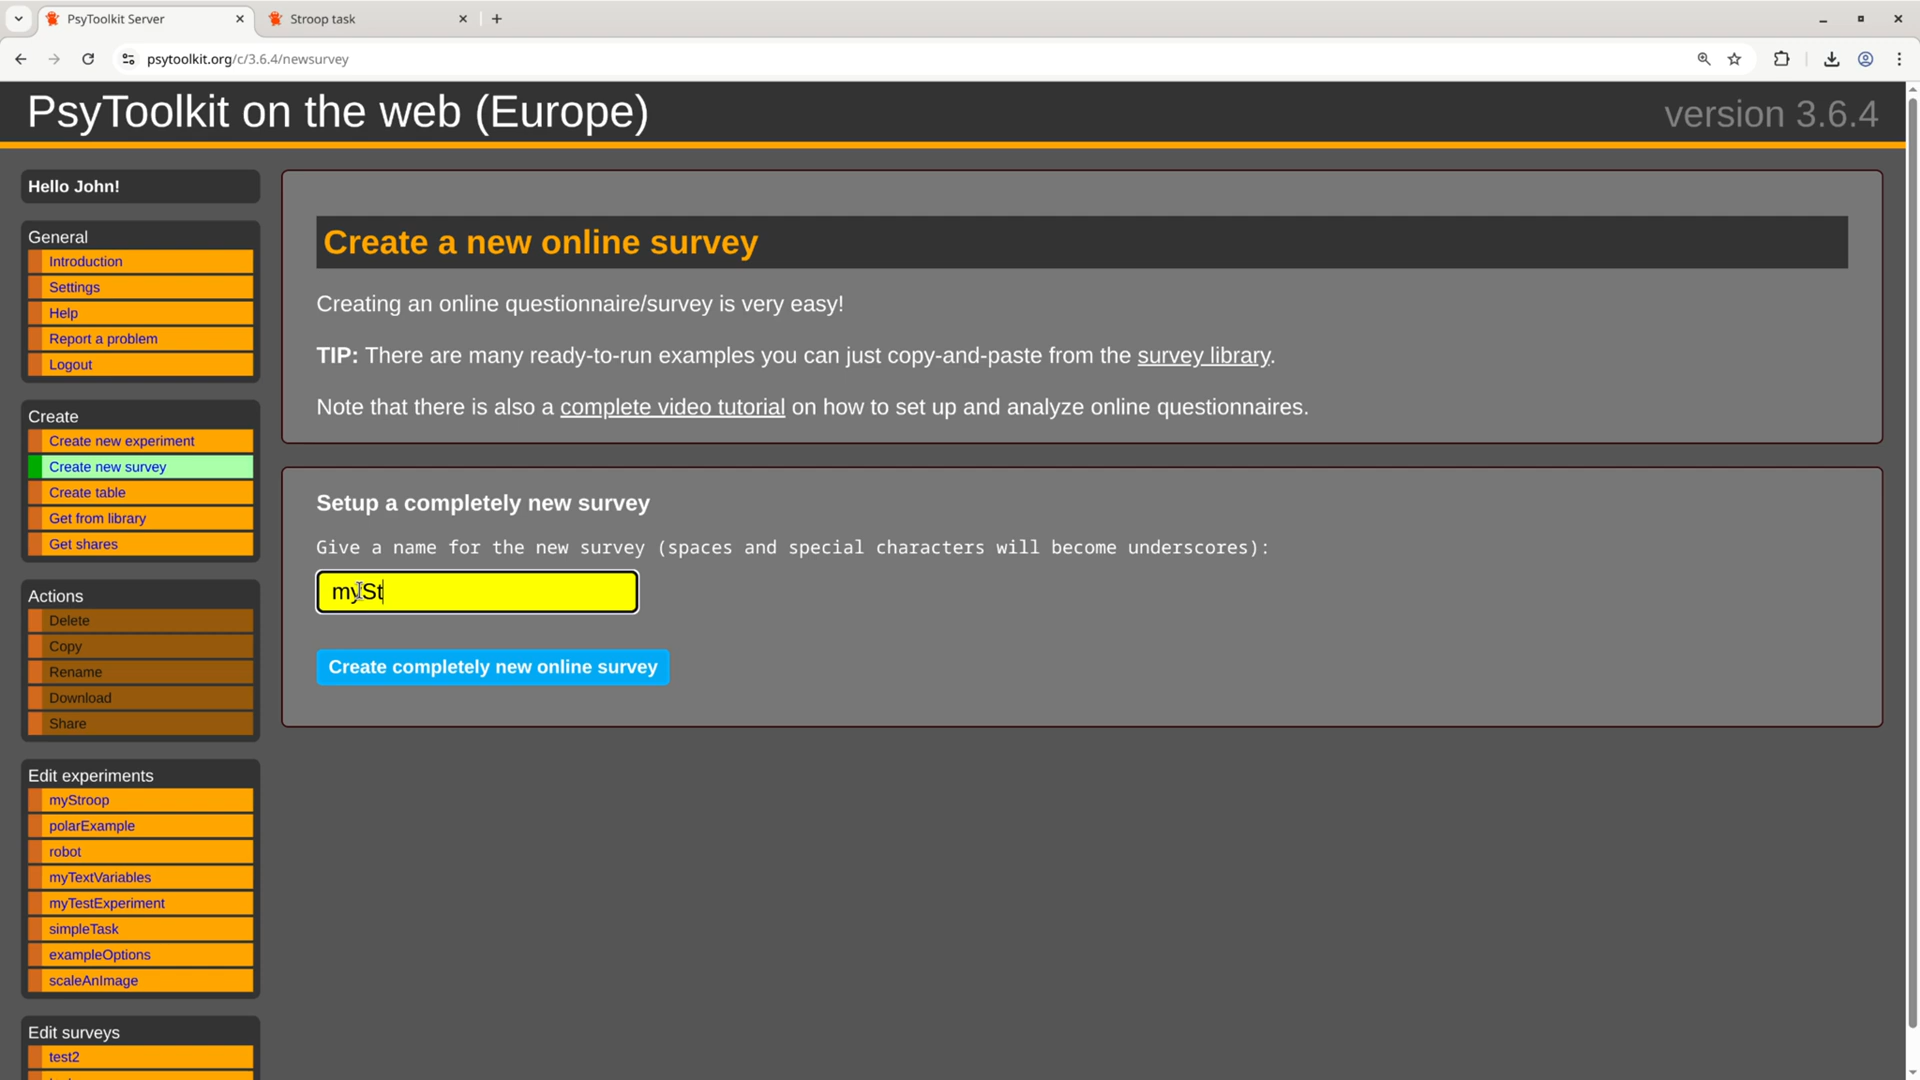 PsyToolkit Server
Stroop task
psytoolkit.org/c/3.6.4/newsurvey
PsyToolkit on the web (Europe)
version 3.6.4
Hello John!
General
Introduction
Settings
Help
Report a problem
Logout
Create
Create new experiment
Create new survey
Create table
Get from library
Get shares
Actions
Delete
Copy
Rename
Download
Share
Edit experiments
myStroop
polarExample
robot
myTextVariables
myTestExperiment
simpleTask
exampleOptions
scaleAnImage
Edit surveys
test2
Create a new online survey
Creating an online questionnaire/survey is very easy!
TIP: There are many ready-to-run examples you can just copy-and-paste from the survey library.
Note that there is also a complete video tutorial on how to set up and analyze online questionnaires.
Setup a completely new survey
Give a name for the new survey (spaces and special characters will become underscores):
mySt
Create completely new online survey